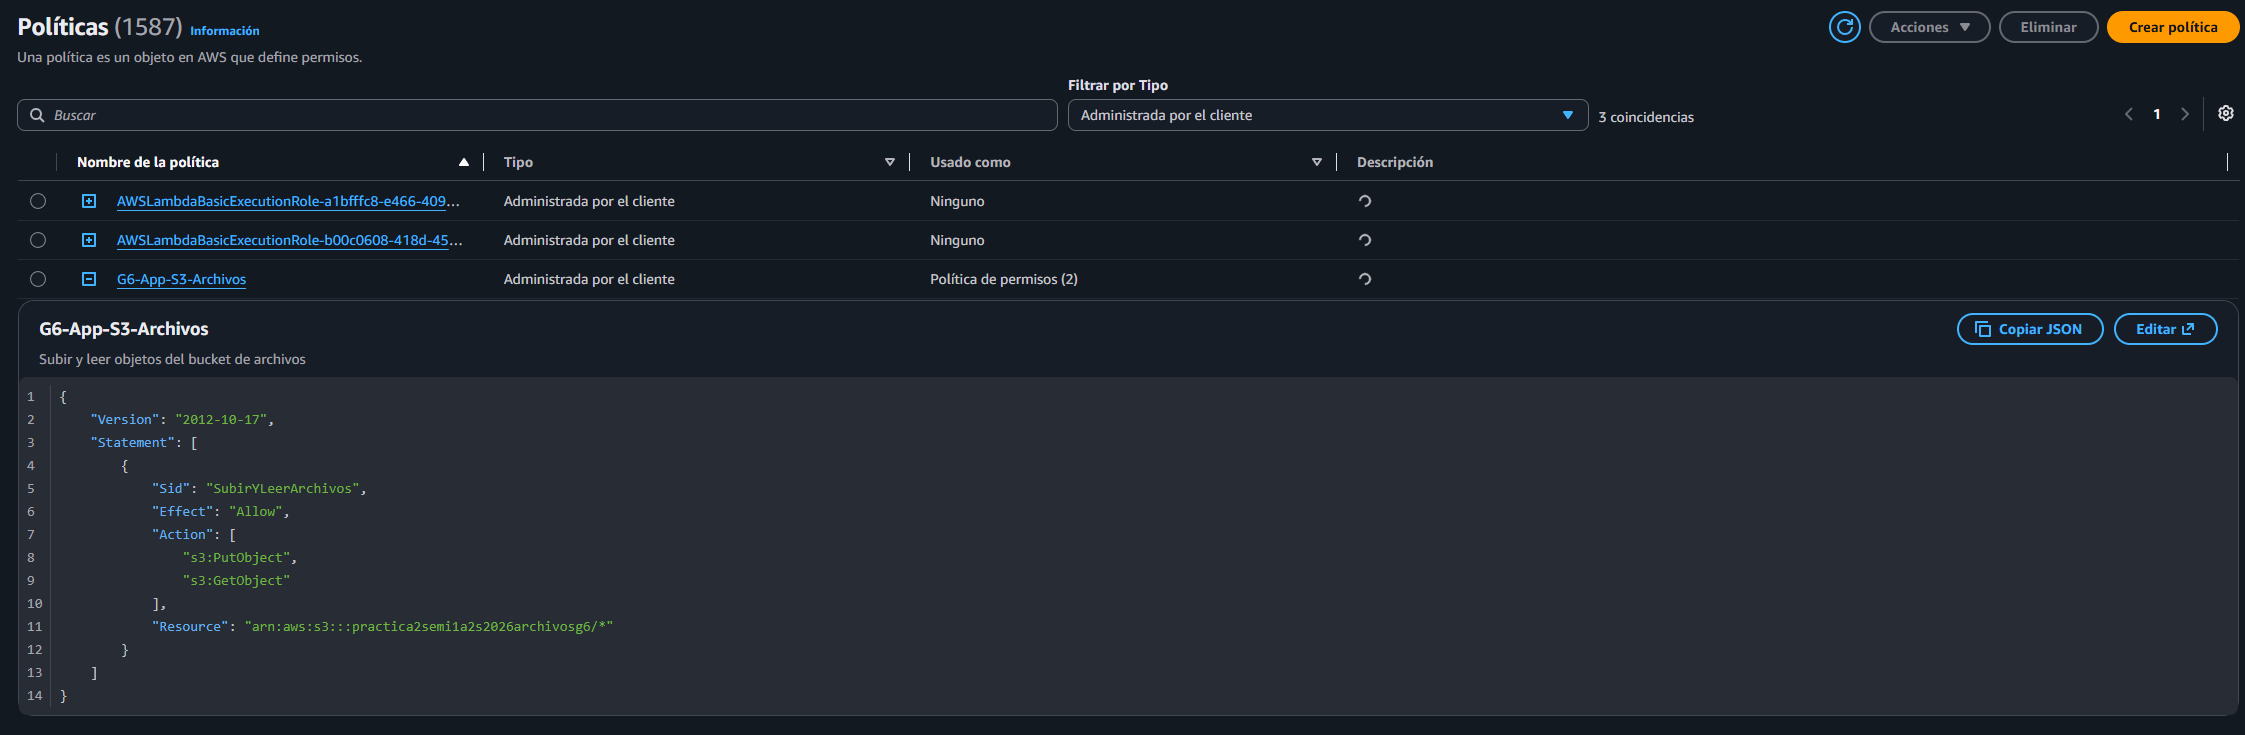 Políticas (1587) Información
Una política es un objeto en AWS que define permisos.
Acciones
Eliminar
Crear política
Filtrar por Tipo
Buscar
Administrada por el cliente
3 coincidencias
1
Nombre de la política Tipo Usado como Descripción
AWSLambdaBasicExecutionRole-a1bfffc8-e466-409... Administrada por el cliente Ninguno
AWSLambdaBasicExecutionRole-b00c0608-418d-45... Administrada por el cliente Ninguno
G6-App-S3-Archivos Administrada por el cliente Política de permisos (2)
G6-App-S3-Archivos
Copiar JSON
Editar
Subir y leer objetos del bucket de archivos
1 {
2 "Version": "2012-10-17",
3 "Statement": [
4 {
5 "Sid": "SubirYLeerArchivos",
6 "Effect": "Allow",
7 "Action": [
8 "s3:PutObject",
9 "s3:GetObject"
10 ],
11 "Resource": "arn:aws:s3:::practica2semi1a2s2026archivosg6/*"
12 }
13 ]
14 }